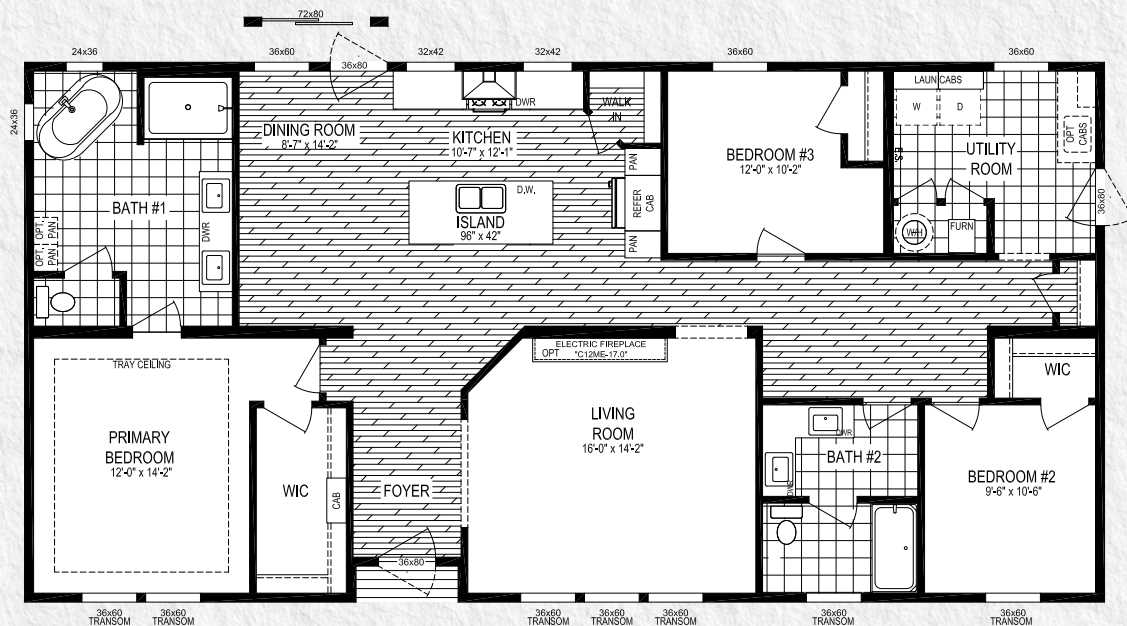 72x80
24x36
36x60
36x80
32x42
32x42
36x60
36x60
24x36
DINING ROOM
8'-7" x 14'-2"
KITCHEN
10'-7" x 12'-1"
DWR
WALK
IN
BEDROOM #3
12'-0" x 10'-2"
LAUN CABS
W
D
E.S
UTILITY
ROOM
OPT
CABS
36x80
W/H
FURN
BATH #1
DWR
OPT.
PAN
OPT.
PAN
D.W.
ISLAND
96" x 42"
PAN
REFER
CAB
PAN
TRAY CEILING
PRIMARY
BEDROOM
12'-0" x 14'-2"
WIC
CAB
FOYER
36x80
ELECTRIC FIREPLACE
OPT "C12ME-17.0"
LIVING
ROOM
16'-0" x 14'-2"
DWR
DWR
BATH #2
WIC
BEDROOM #2
9'-6" x 10'-6"
36x60
TRANSOM
36x60
TRANSOM
36x60
TRANSOM
36x60
TRANSOM
36x60
TRANSOM
36x60
TRANSOM
36x60
TRANSOM